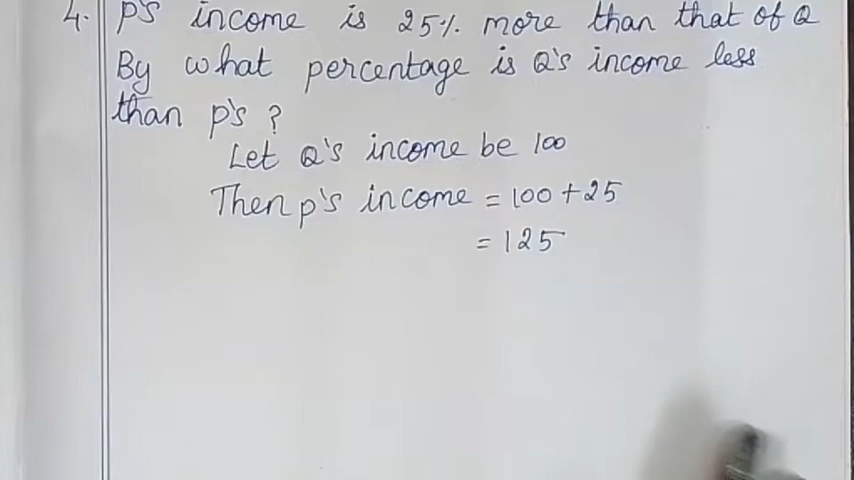 4. P's income is 25% more than that of Q
By what percentage is Q's income less
than p's ?
Let Q's income be 100
Then p's income = 100 + 25
= 125